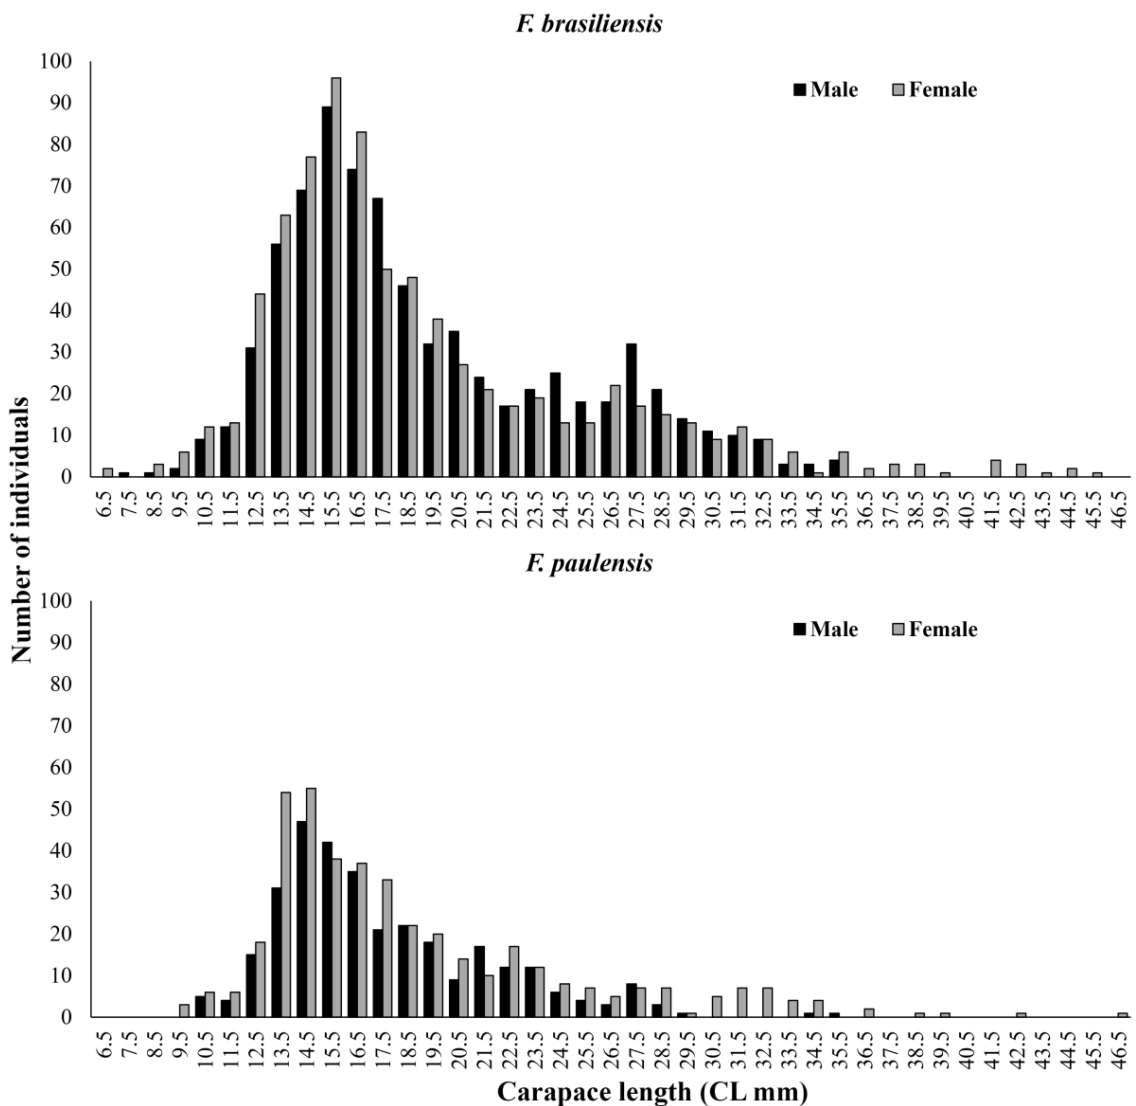 F. brasiliensis
Male Female
100
90
80
70
60
50
40
30
20
10
0
6.5 7.5 8.5 9.5 10.5 11.5 12.5 13.5 14.5 15.5 16.5 17.5 18.5 19.5 20.5 21.5 22.5 23.5 24.5 25.5 26.5 27.5 28.5 29.5 30.5 31.5 32.5 33.5 34.5 35.5 36.5 37.5 38.5 39.5 40.5 41.5 42.5 43.5 44.5 45.5 46.5
Number of individuals
F. paulensis
Male Female
100
90
80
70
60
50
40
30
20
10
0
6.5 7.5 8.5 9.5 10.5 11.5 12.5 13.5 14.5 15.5 16.5 17.5 18.5 19.5 20.5 21.5 22.5 23.5 24.5 25.5 26.5 27.5 28.5 29.5 30.5 31.5 32.5 33.5 34.5 35.5 36.5 37.5 38.5 39.5 40.5 41.5 42.5 43.5 44.5 45.5 46.5
Carapace length (CL mm)